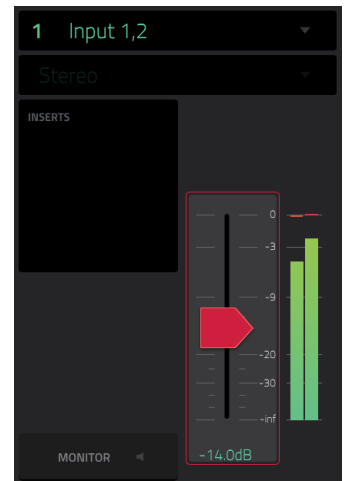 1 Input 1,2
Stereo
INSERTS
0
-3
-9
-20
-30
-inf
MONITOR
-14.0dB